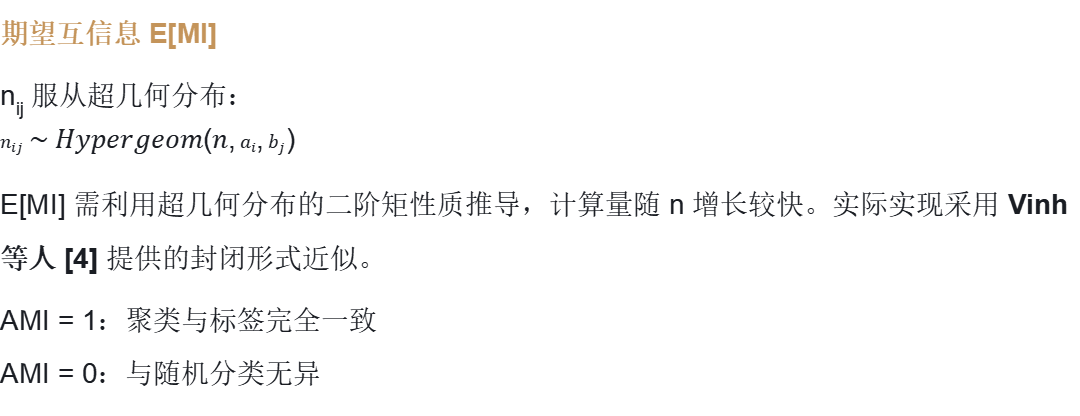 期望互信息 E[MI]
nij 服从超几何分布：
nij ~ Hypergeom(n, ai, bj)
E[MI] 需利用超几何分布的二阶矩性质推导，计算量随 n 增长较快。实际实现采用 Vinh
等人 [4] 提供的封闭形式近似。
AMI = 1：聚类与标签完全一致
AMI = 0：与随机分类无异